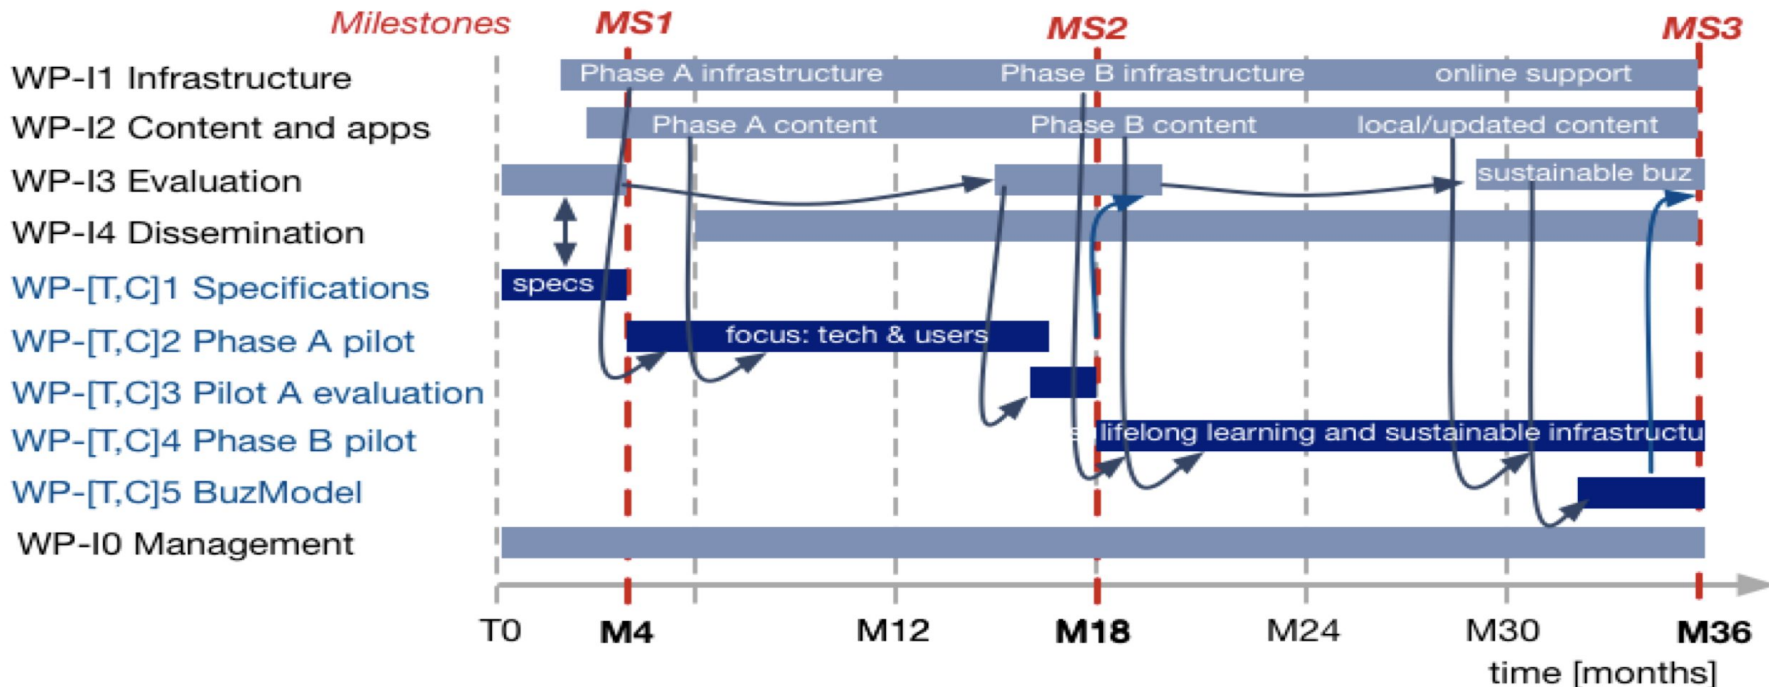 Milestones MS1 MS2 MS3
WP-I1 Infrastructure Phase A infrastructure Phase B infrastructure online support
WP-I2 Content and apps Phase A content Phase B content local/updated content
WP-I3 Evaluation sustainable buz
WP-I4 Dissemination
WP-[T,C]1 Specifications specs
WP-[T,C]2 Phase A pilot focus: tech & users
WP-[T,C]3 Pilot A evaluation
WP-[T,C]4 Phase B pilot lifelong learning and sustainable infrastructu
WP-[T,C]5 BuzModel
WP-I0 Management
T0 M4 M12 M18 M24 M30 M36
time [months]